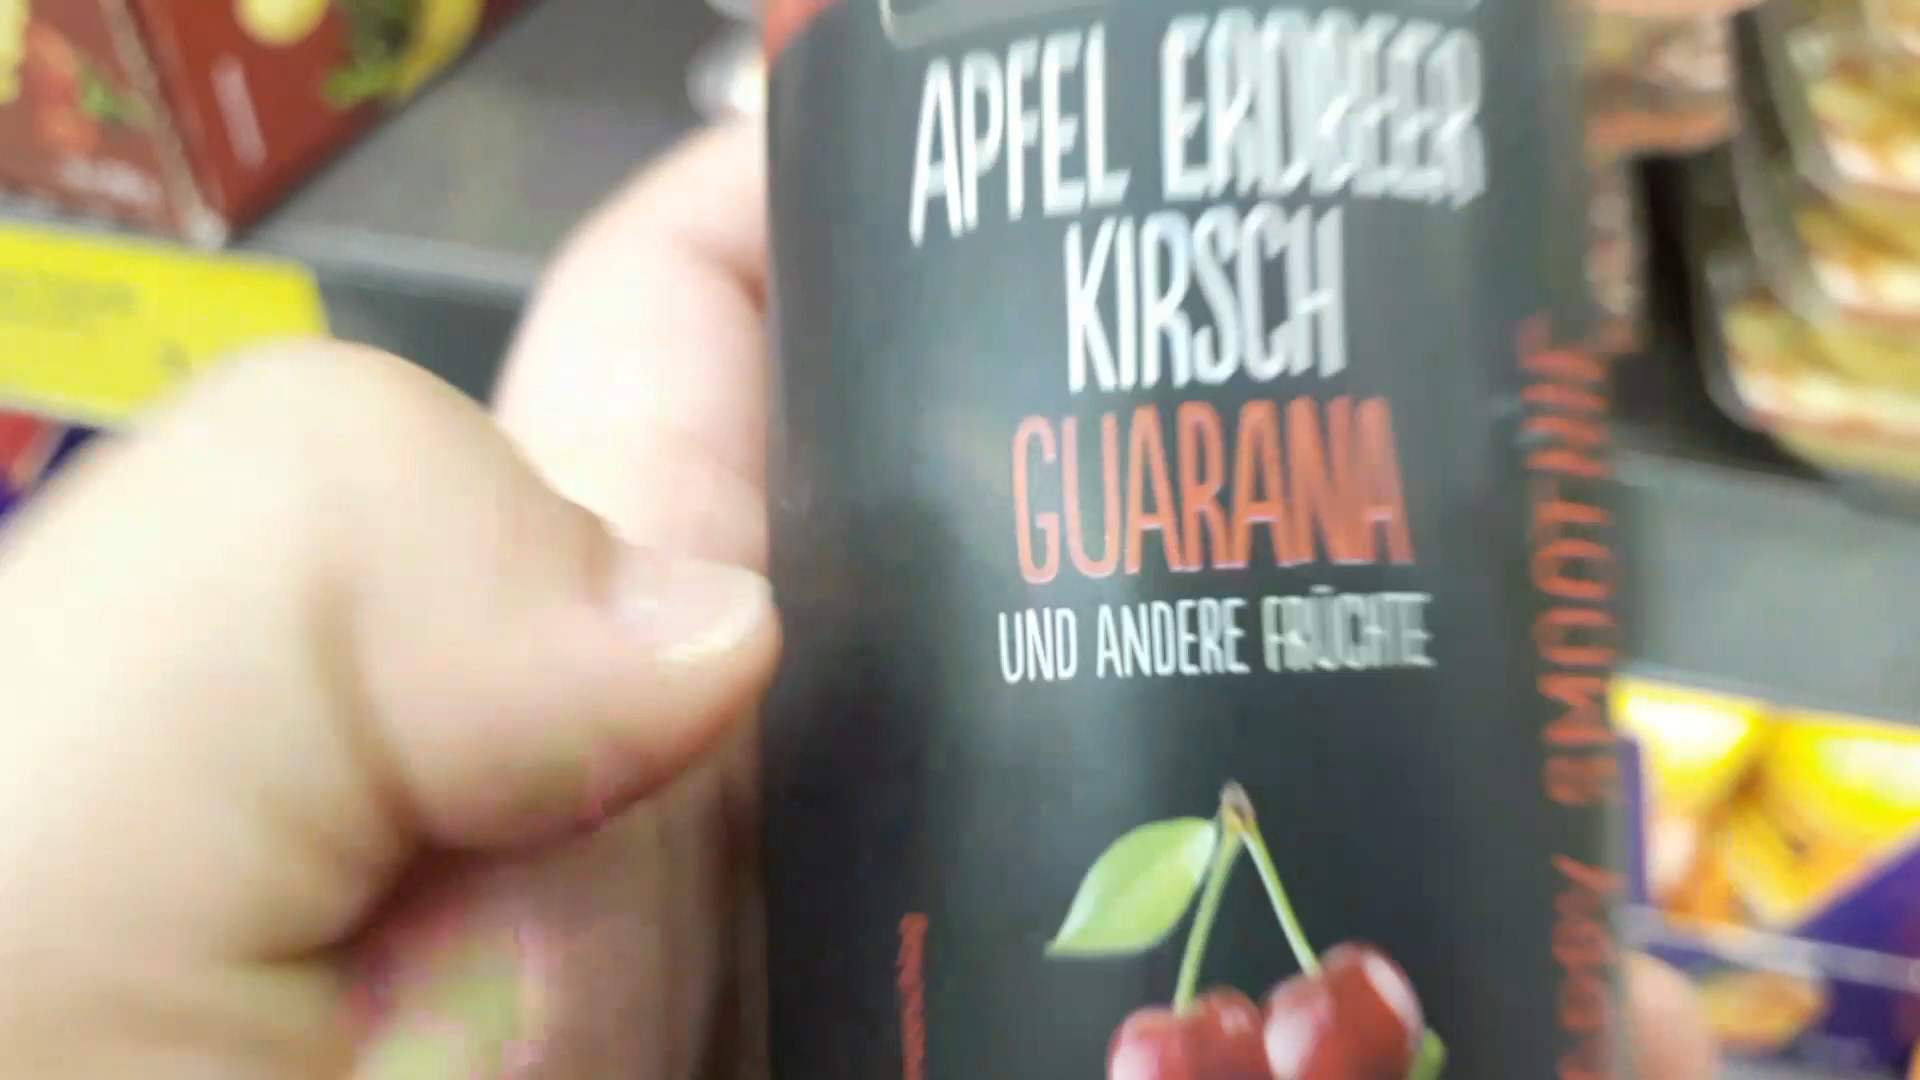 APFEL ERDBEER
KIRSCH
GUARANA
UND ANDERE FRÜCHTE
SMOOTHIE